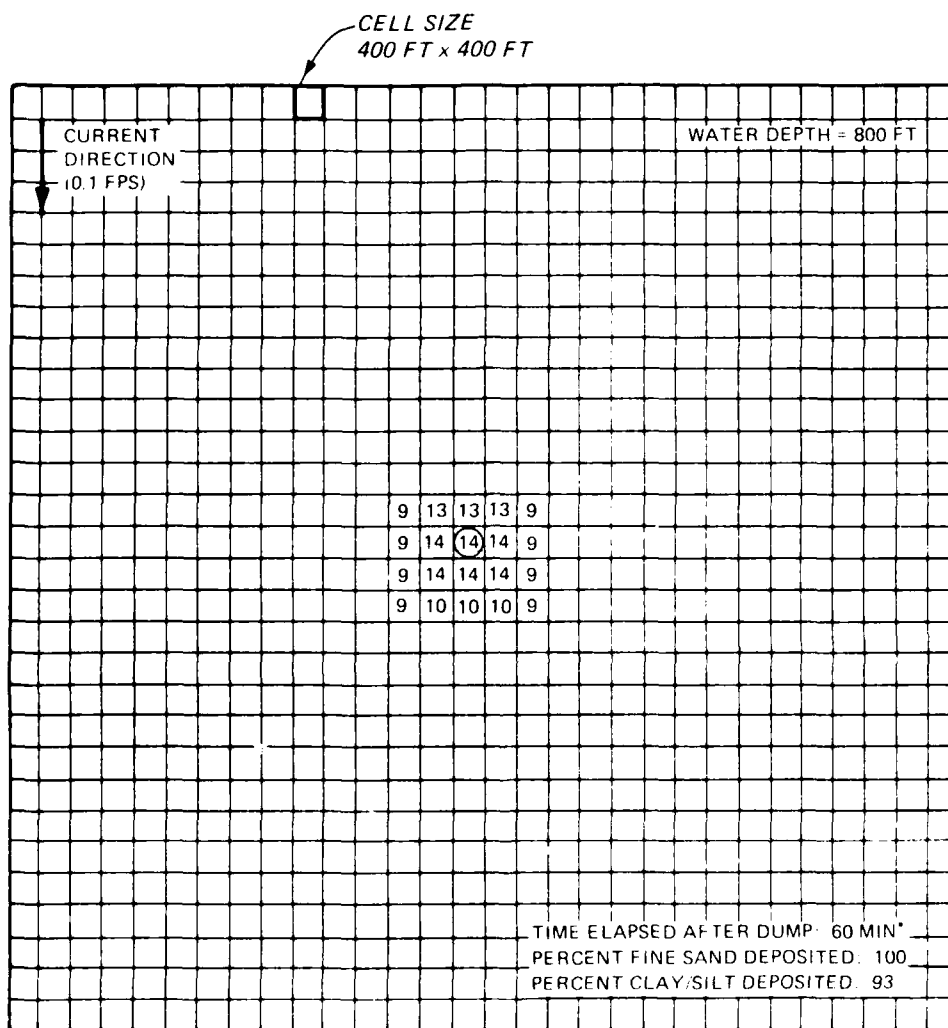 CELL SIZE
400 FT x 400 FT
CURRENT
DIRECTION
(0.1 FPS)
WATER DEPTH = 800 FT
9 13 13 13 9
9 14 14 14 9
9 14 14 14 9
9 10 10 10 9
TIME ELAPSED AFTER DUMP: 60 MIN*
PERCENT FINE SAND DEPOSITED: 100
PERCENT CLAY/SILT DEPOSITED: 93